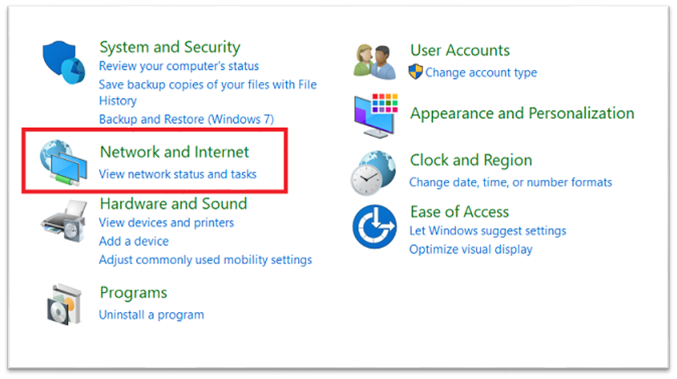 System and Security
Review your computer's status
Save backup copies of your files with File
History
Backup and Restore (Windows 7)
Network and Internet
View network status and tasks
Hardware and Sound
View devices and printers
Add a device
Adjust commonly used mobility settings
Programs
Uninstall a program
User Accounts
Change account type
Appearance and Personalization
Clock and Region
Change date, time, or number formats
Ease of Access
Let Windows suggest settings
Optimize visual display